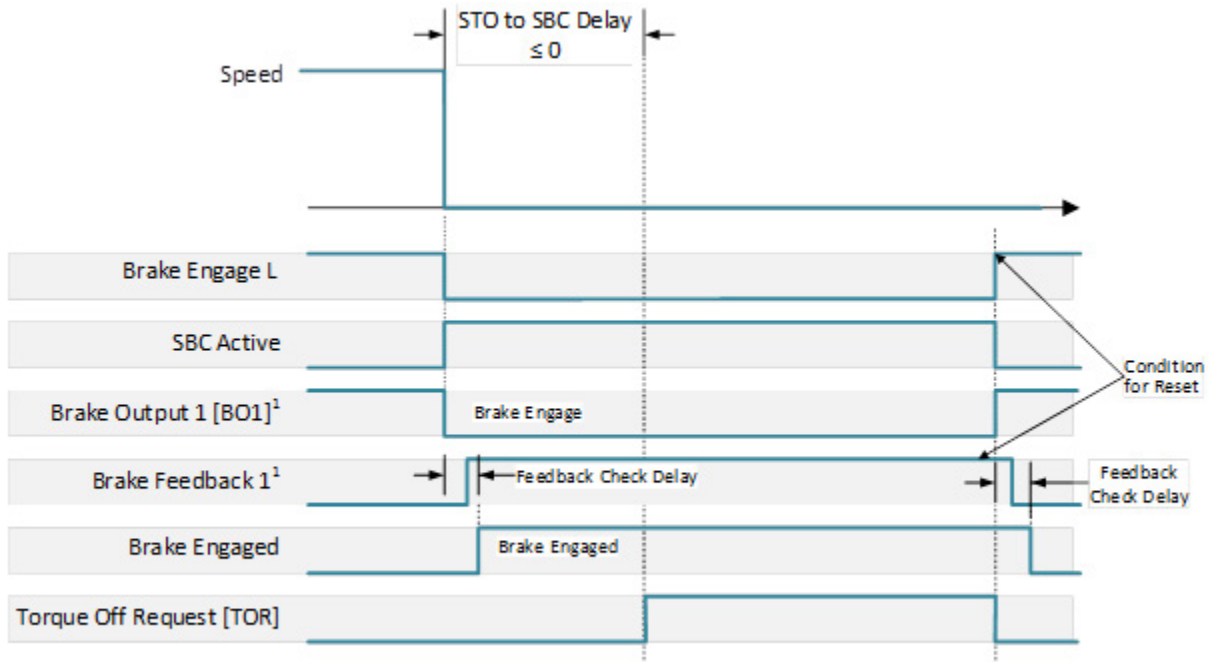 STO to SBC Delay
≤ 0
Speed
Brake Engage L
SBC Active
Condition
for Reset
Brake Output 1 [BO1]¹
Brake Engage
Brake Feedback 1¹
Feedback Check Delay
Feedback
Check Delay
Brake Engaged
Brake Engaged
Torque Off Request [TOR]